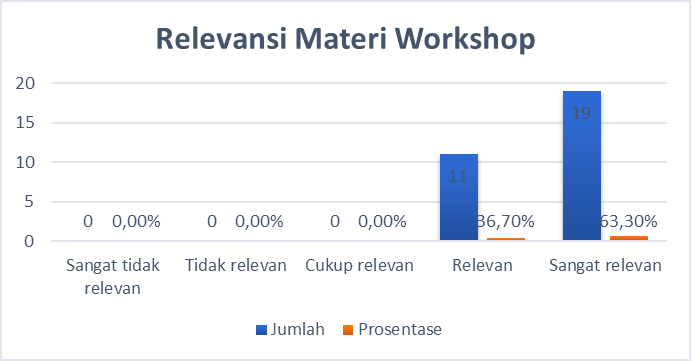 Relevansi Materi Workshop
20
15
10
5
0
0 0,00% 0 0,00% 0 0,00% 11 36,70% 19 63,30%
Sangat tidak relevan Tidak relevan Cukup relevan Relevan Sangat relevan
Jumlah Prosentase